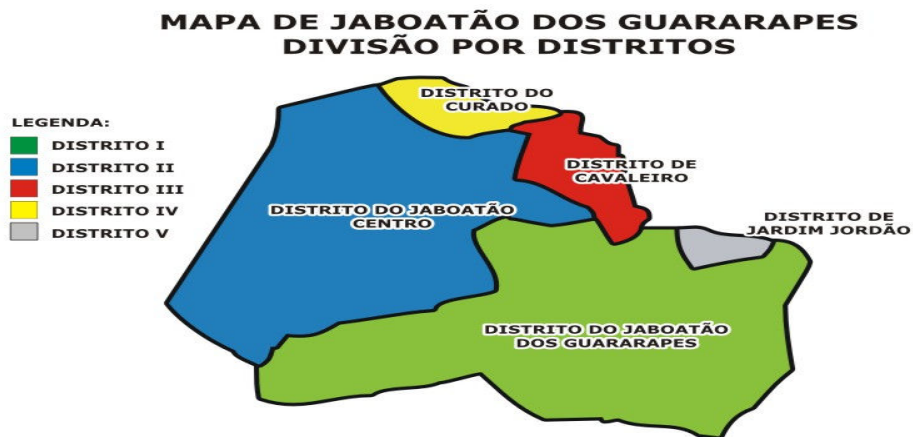 MAPA DE JABOATÃO DOS GUARARAPES
DIVISÃO POR DISTRITOS
DISTRITO DO
CURADO
LEGENDA:
DISTRITO I
DISTRITO II
DISTRITO III
DISTRITO IV
DISTRITO V
DISTRITO DE
CAVALEIRO
DISTRITO DO JABOATÃO
CENTRO
DISTRITO DE
JARDIM JORDÃO
DISTRITO DO JABOATÃO
DOS GUARARAPES